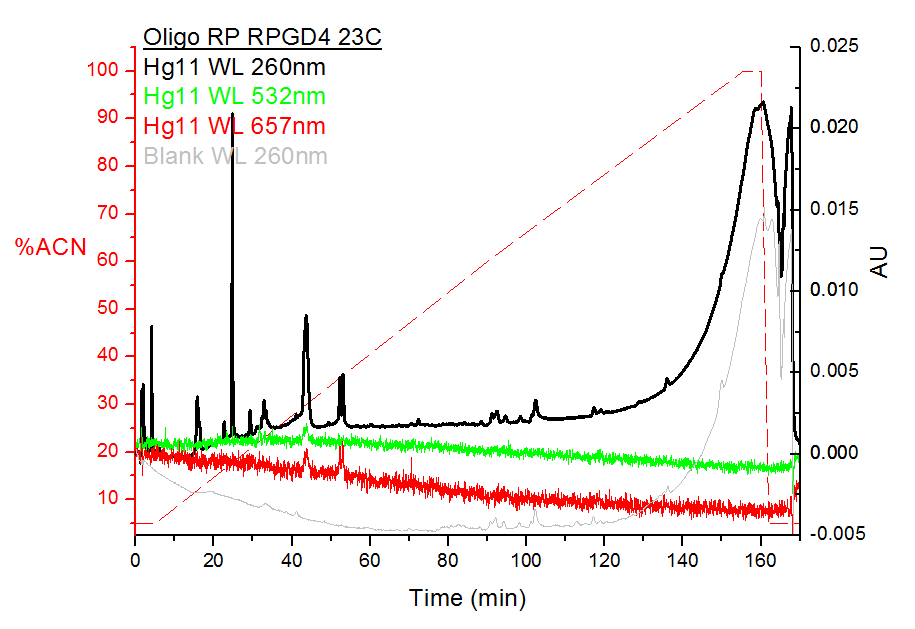 Oligo RP RPGD4 23C
Hg11 WL 260nm
Hg11 WL 532nm
Hg11 WL 657nm
Blank WL 260nm
100
90
80
70
60
50
40
30
20
10
%ACN
0.025
0.020
0.015
0.010
0.005
0.000
-0.005
AU
0 20 40 60 80 100 120 140 160
Time (min)